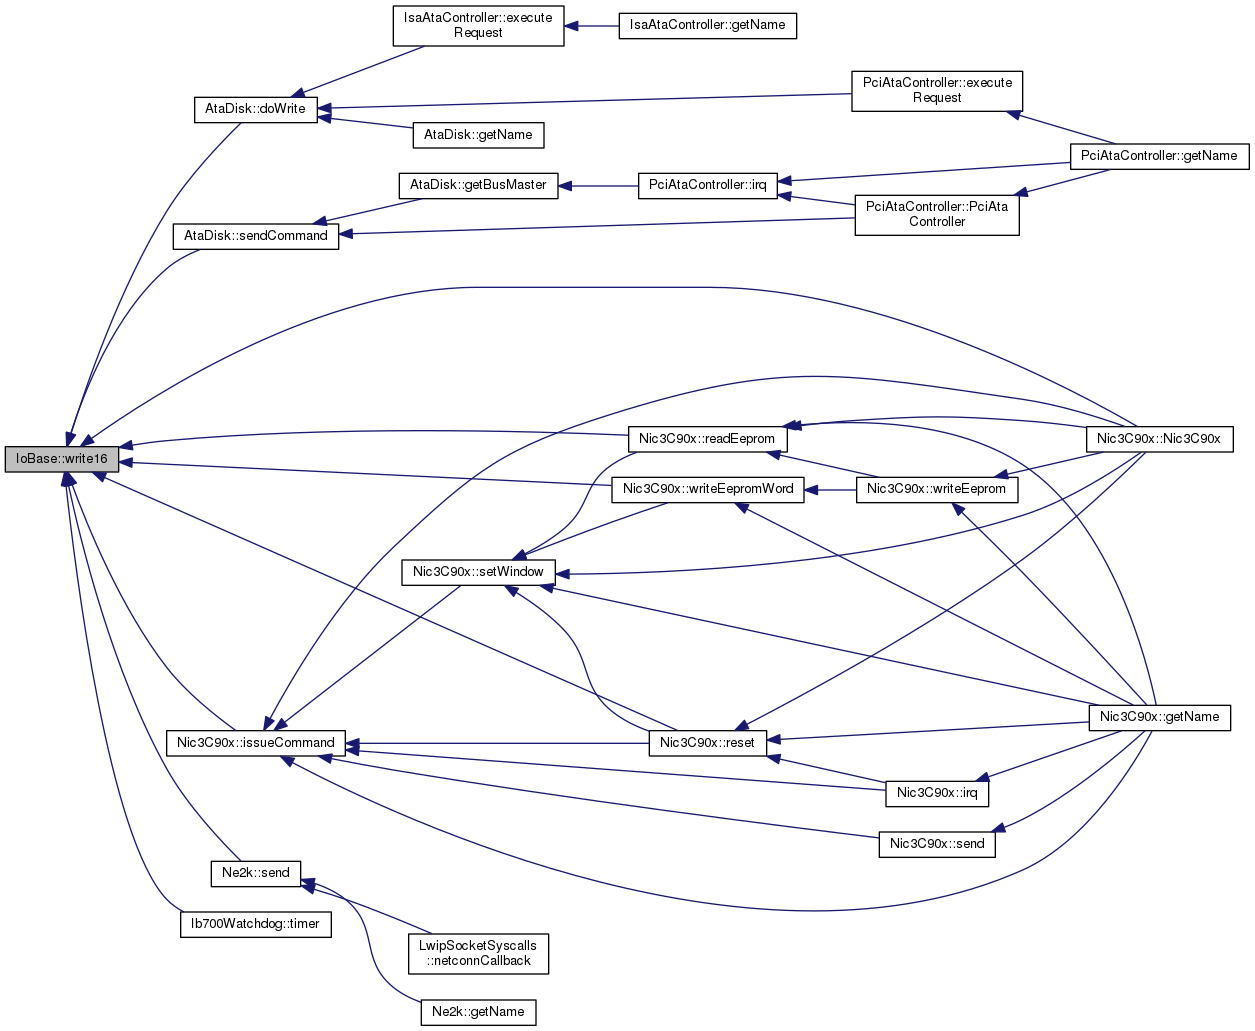 IsaAtaController::execute
Request
IsaAtaController::getName
AtaDisk::doWrite
PciAtaController::execute
Request
AtaDisk::getName
PciAtaController::getName
AtaDisk::getBusMaster
PciAtaController::irq
PciAtaController::PciAta
Controller
AtaDisk::sendCommand
IoBase::write16
Nic3C90x::readEeprom
Nic3C90x::Nic3C90x
Nic3C90x::writeEepromWord
Nic3C90x::writeEeprom
Nic3C90x::setWindow
Nic3C90x::getName
Nic3C90x::issueCommand
Nic3C90x::reset
Nic3C90x::irq
Nic3C90x::send
Ne2k::send
Ib700Watchdog::timer
LwipSocketSyscalls
::netconnCallback
Ne2k::getName